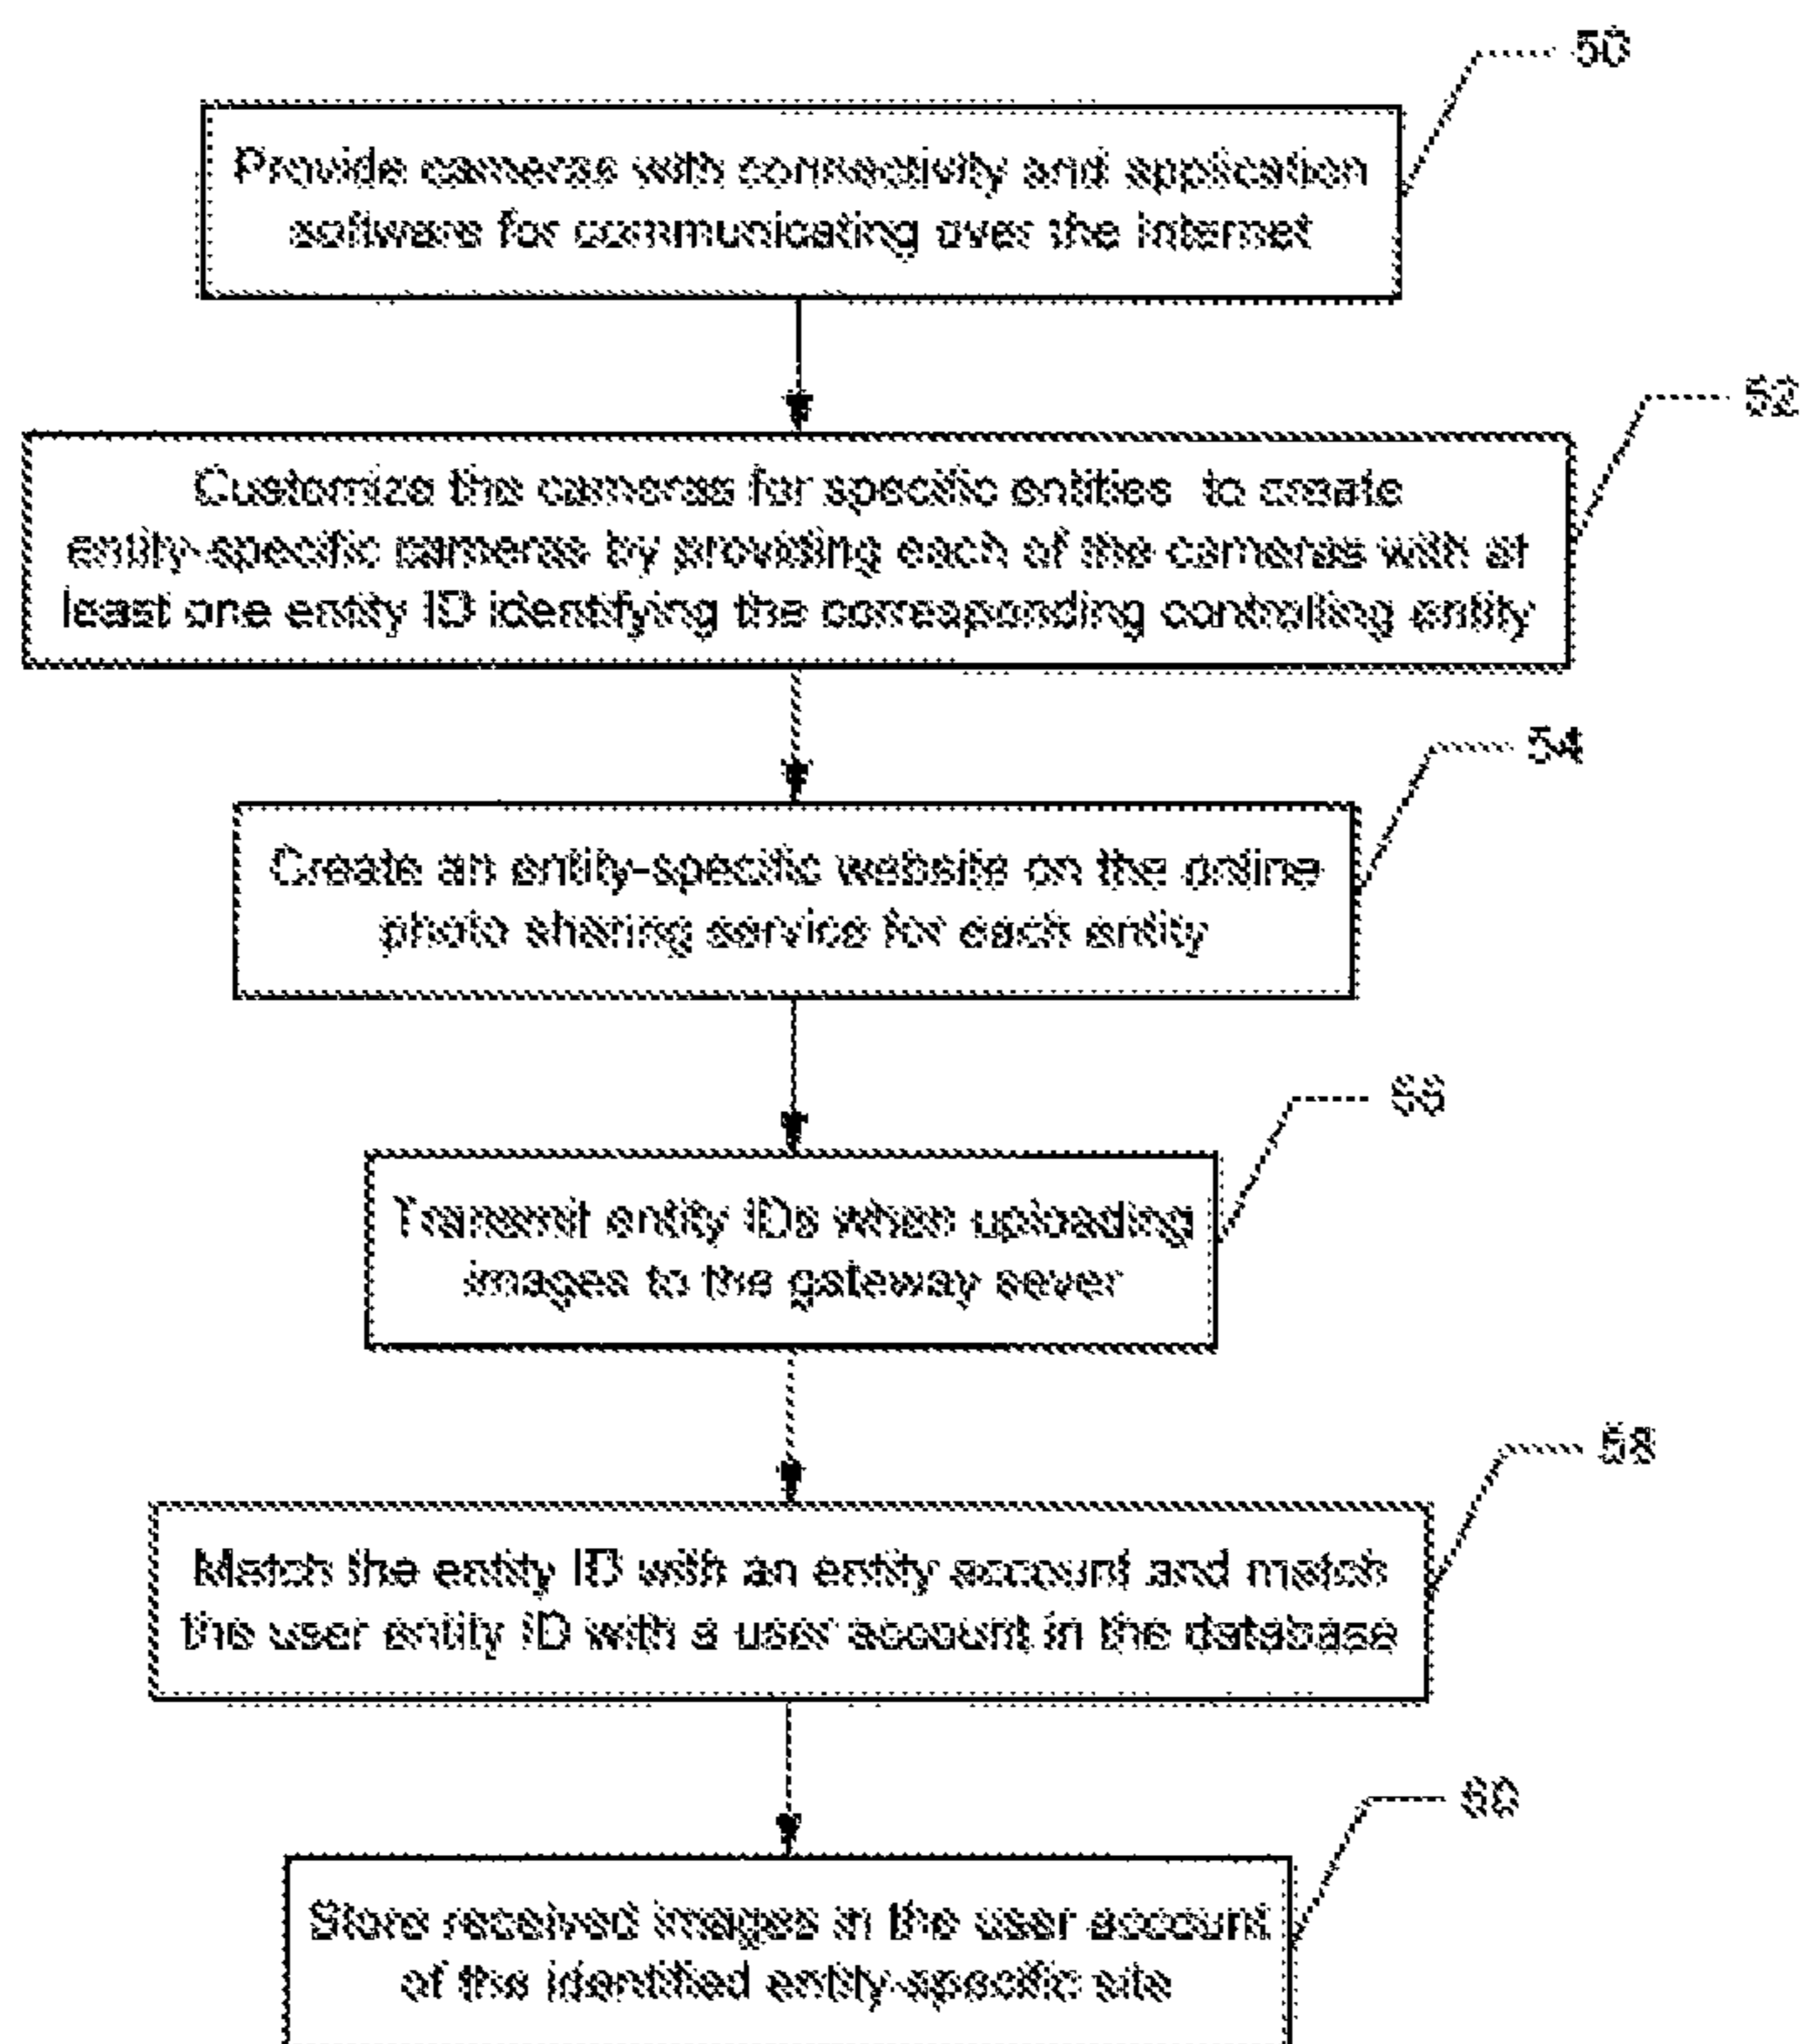 50
Provide cameras with connectivity and application
software for communicating over the Internet
52
Customize the cameras for specific entities to create
entity-specific cameras by providing each of the cameras with at
least one entity ID identifying the corresponding controlling entity
54
Create an entity-specific website on the online
photo sharing service for each entity
56
Transmit entity IDs when uploading
images to the gateway sever
58
Match the entity ID with an entity account and match
the user entity ID with a user account in the database
60
Store received images in the user account
of the identified entity-specific site